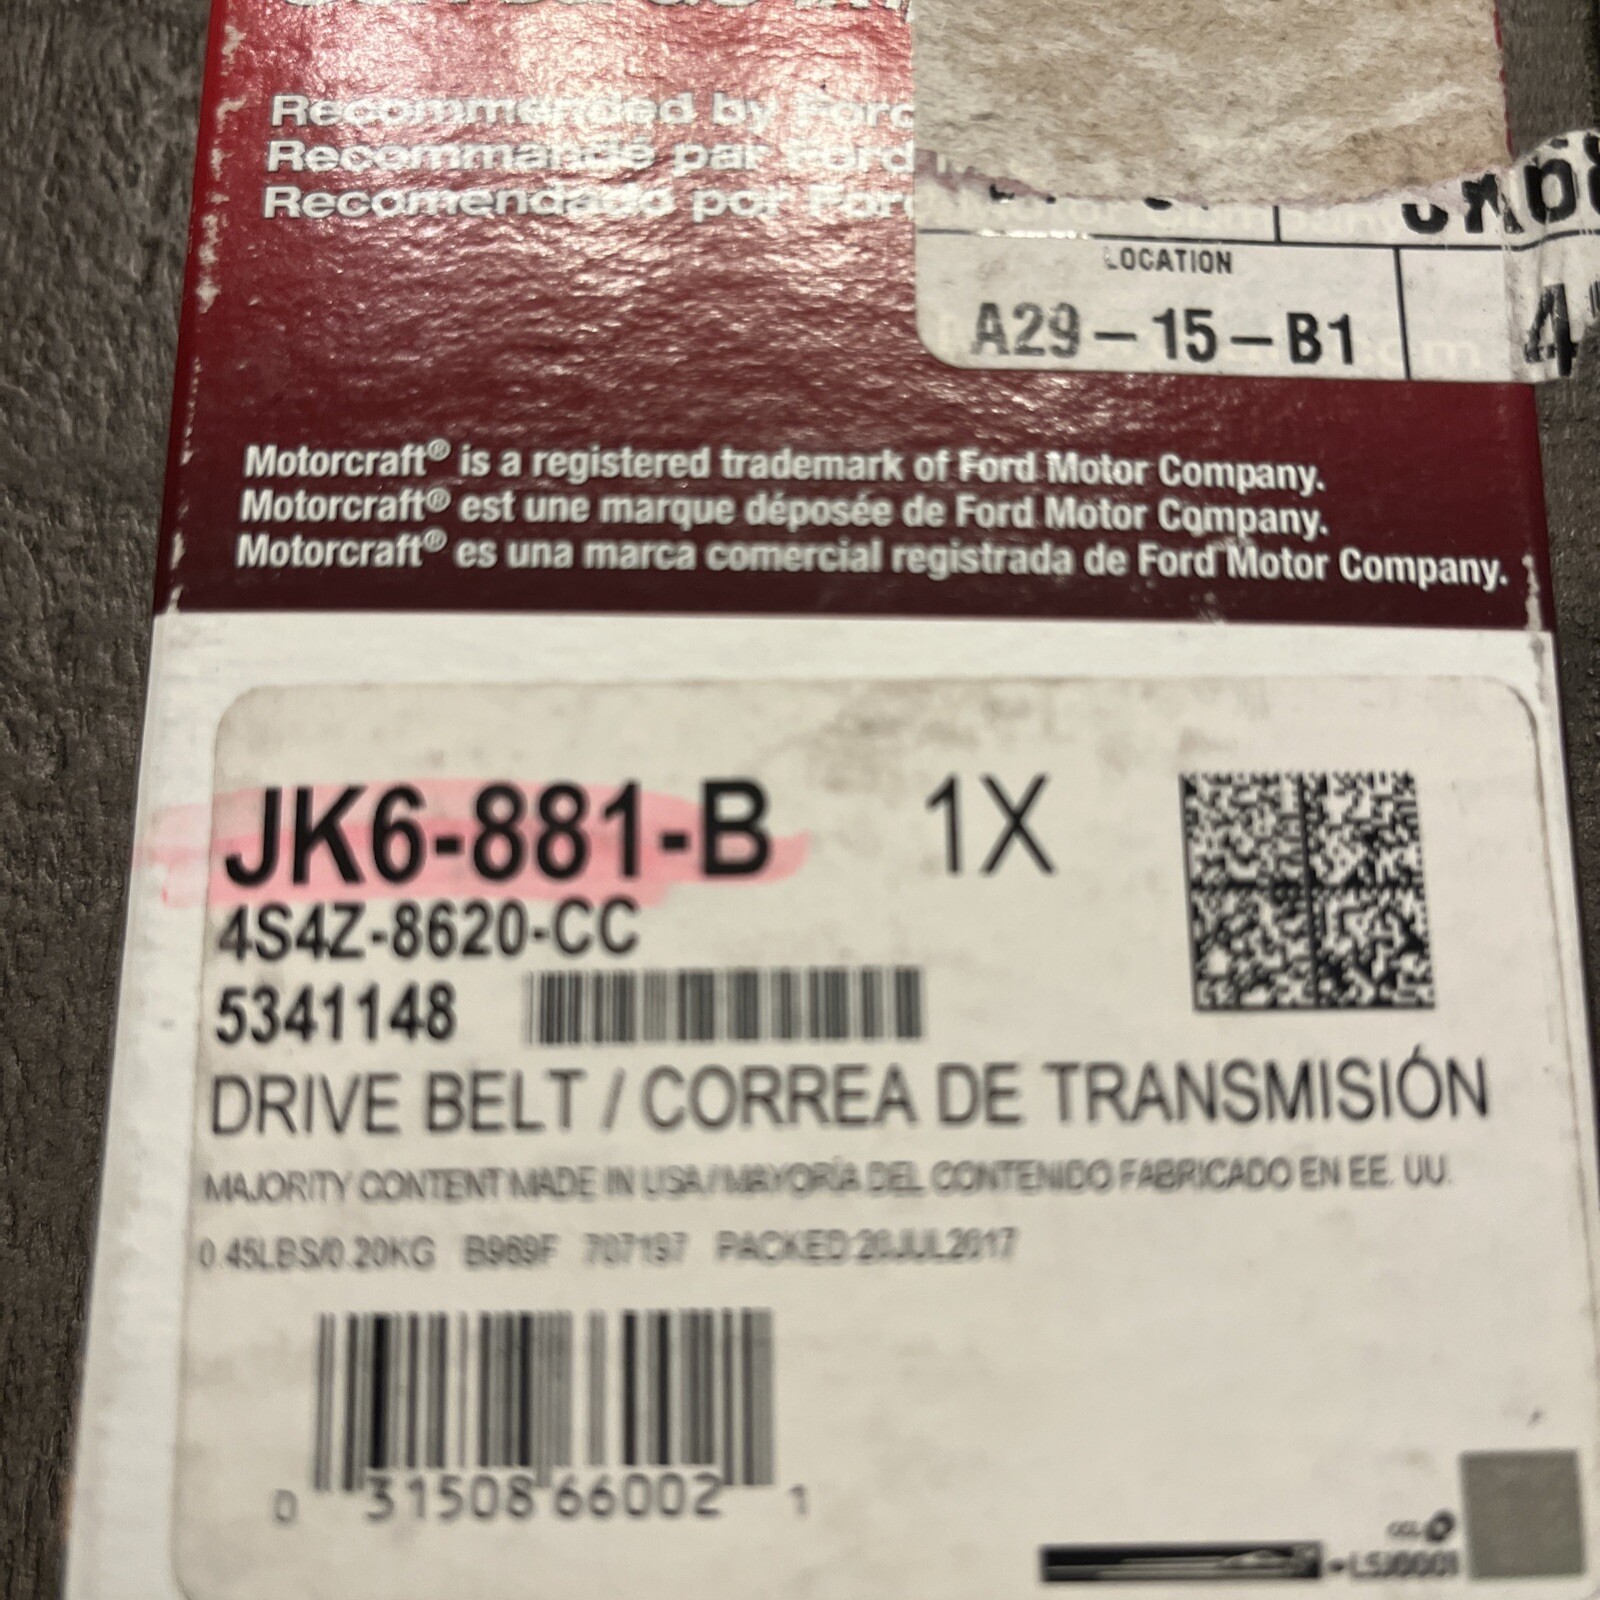 Recommended by Ford
Recommandé par Ford
Recomendado por Ford
LOCATION
A29-15-B1
Motorcraft® is a registered trademark of Ford Motor Company.
Motorcraft® est une marque déposée de Ford Motor Company.
Motorcraft® es una marca comercial registrada de Ford Motor Company.
JK6-881-B 1X
4S4Z-8620-CC
5341148
DRIVE BELT / CORREA DE TRANSMISIÓN
MAJORITY CONTENT MADE IN USA / MAYORÍA DEL CONTENIDO FABRICADO EN EE. UU.
0.45LBS/0.20KG B969F 707197 PACKED
0 31508 66002 1